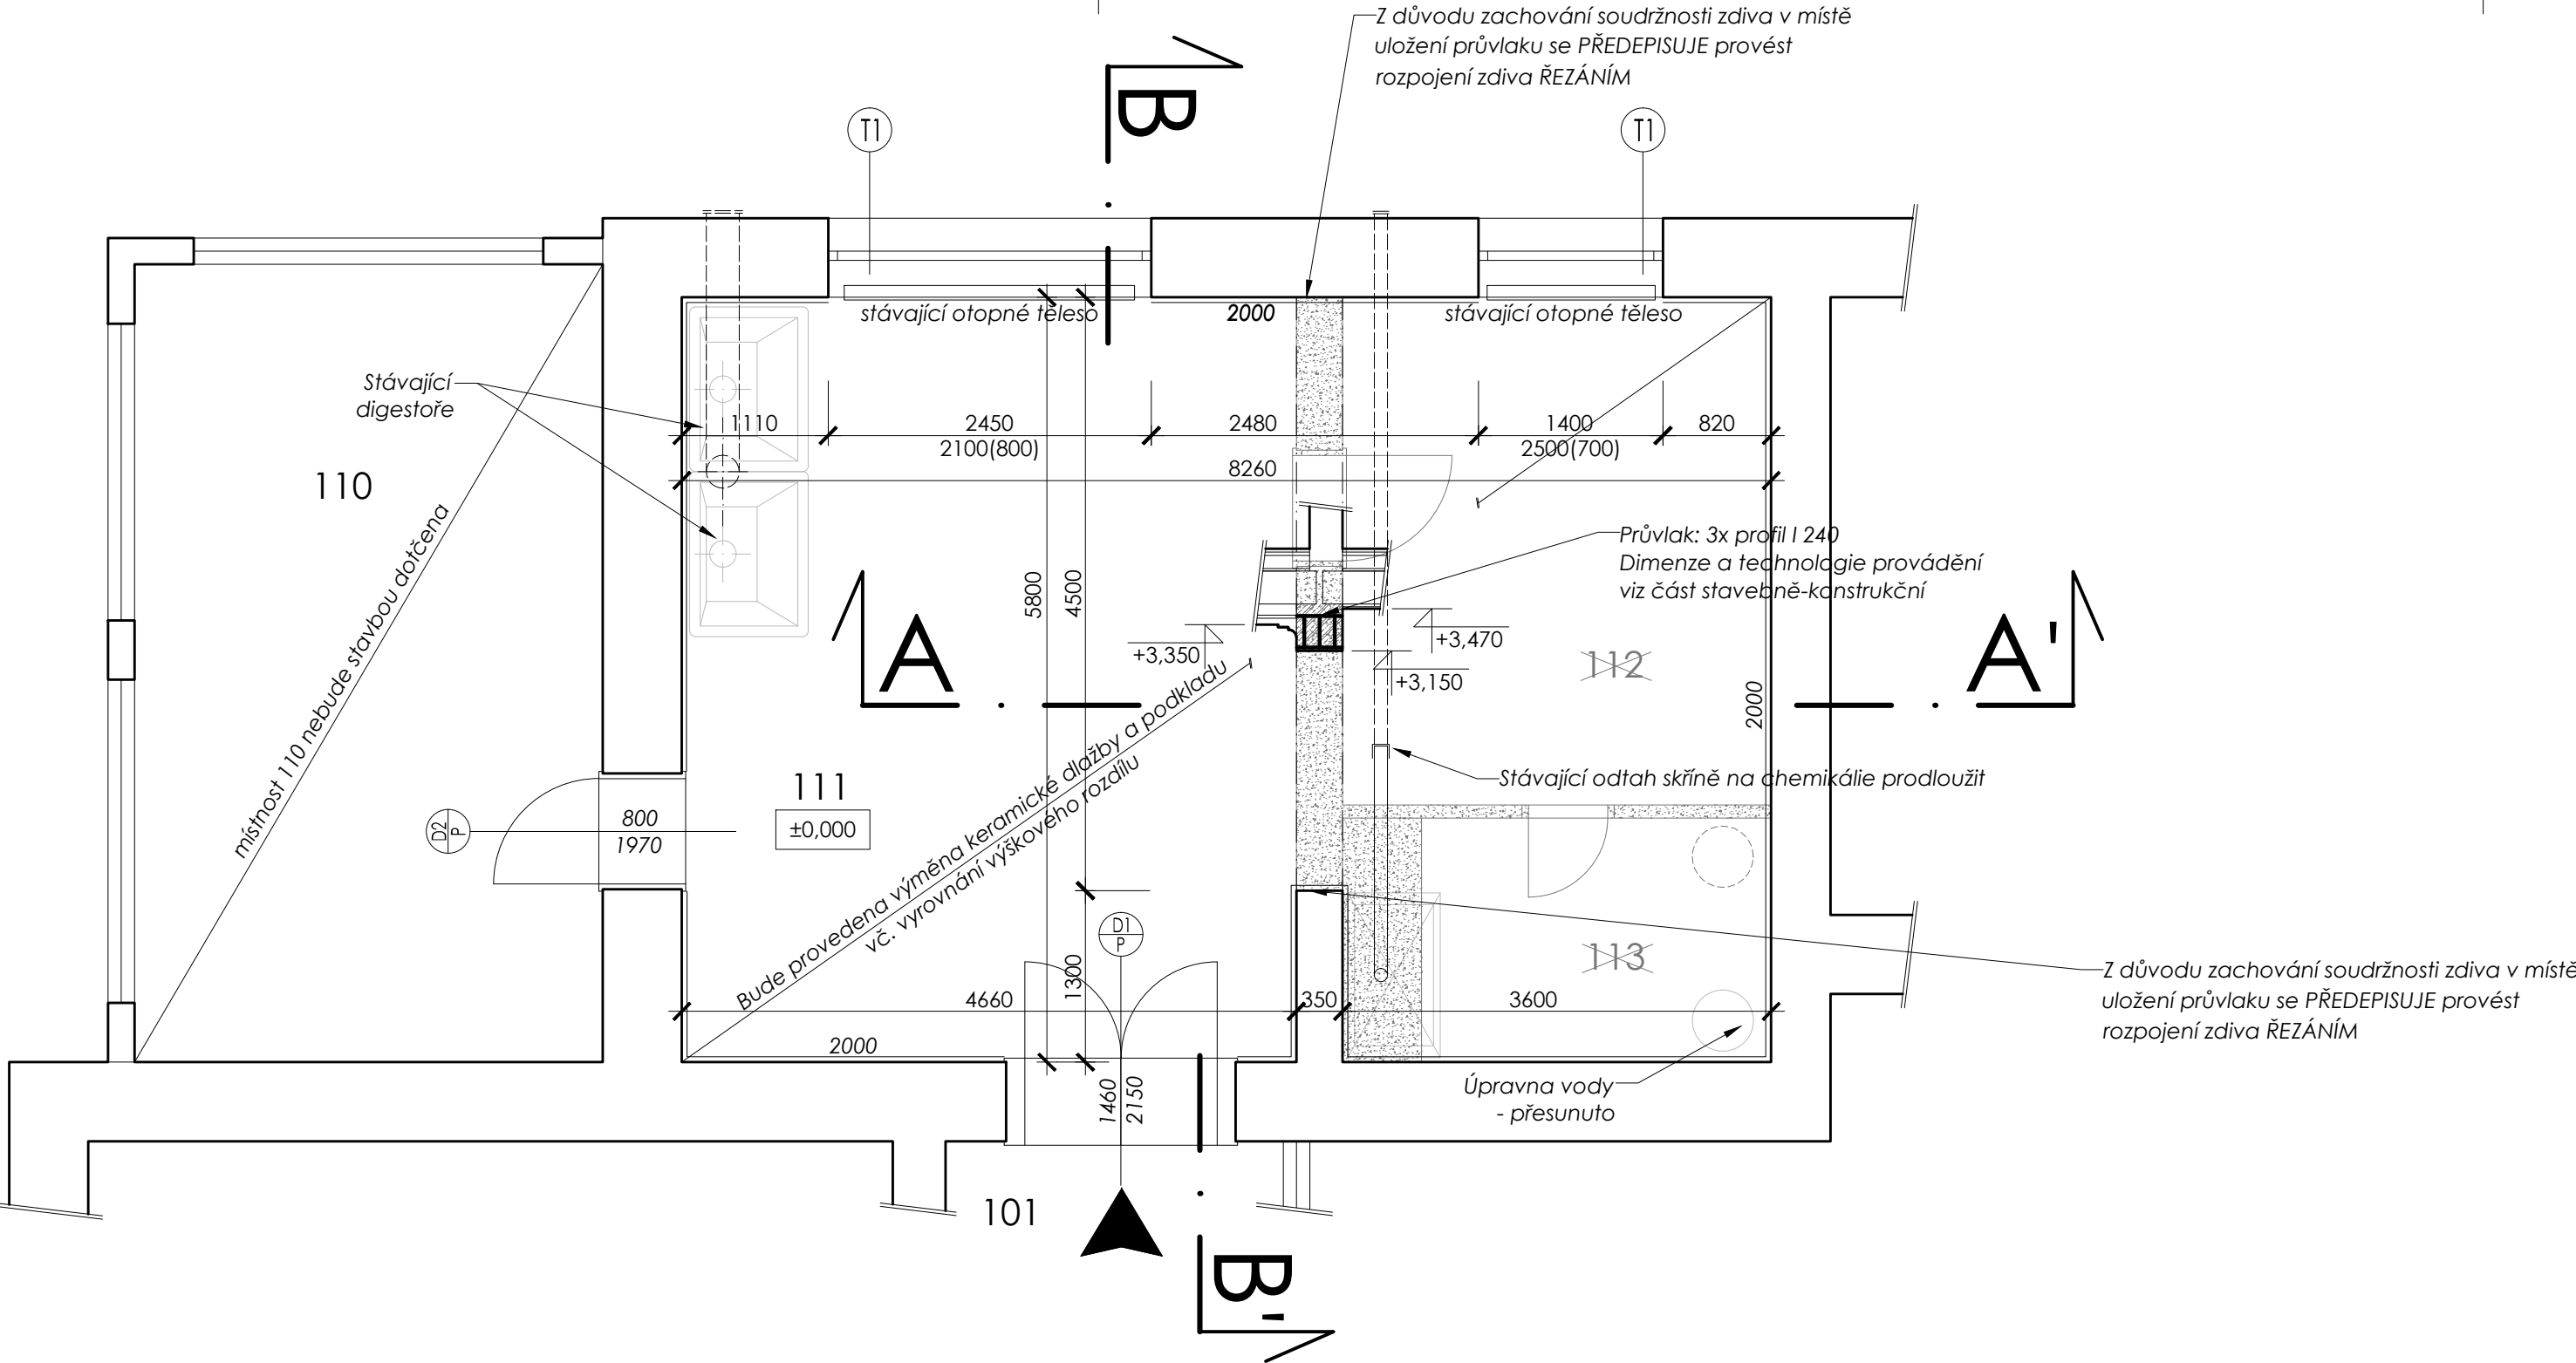 Z důvodu zachování soudržnosti zdiva v místě
uložení průvlaku se PŘEDEPISUJE provést
rozpojení zdiva ŘEZÁNÍM
B
T1
T1
stávající otopné těleso
2000
stávající otopné těleso
Stávající
digestoře
1110
2450
2100(800)
2480
1400
2500(700)
820
8260
110
místnost 110 nebude stavbou dotčena
Průvlak: 3x profil I 240
Dimenze a technologie provádění
viz část stavebně-konstrukční
5800
4500
A
+3,350
+3,470
+3,150
112
A'
2000
Stávající odtah skříně na chemikálie prodloužit
111
±0,000
D2
P
800
1970
Bude provedena výměna keramické dlažby a podkladu
vč. vyrovnání výškového rozdílu
D1
P
1300
113
4660
350
3600
Z důvodu zachování soudržnosti zdiva v místě
uložení průvlaku se PŘEDEPISUJE provést
rozpojení zdiva ŘEZÁNÍM
2000
1460
2150
Úpravna vody
- přesunuto
101
B'